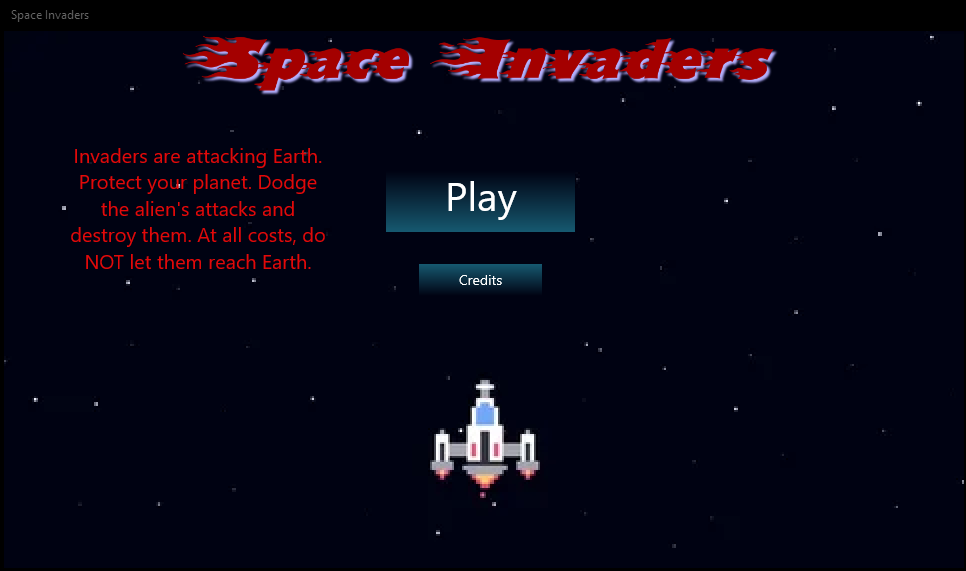 Space Invaders
Space Invaders
Invaders are attacking Earth.
Protect your planet. Dodge
the alien's attacks and
destroy them. At all costs, do
NOT let them reach Earth.
Play
Credits